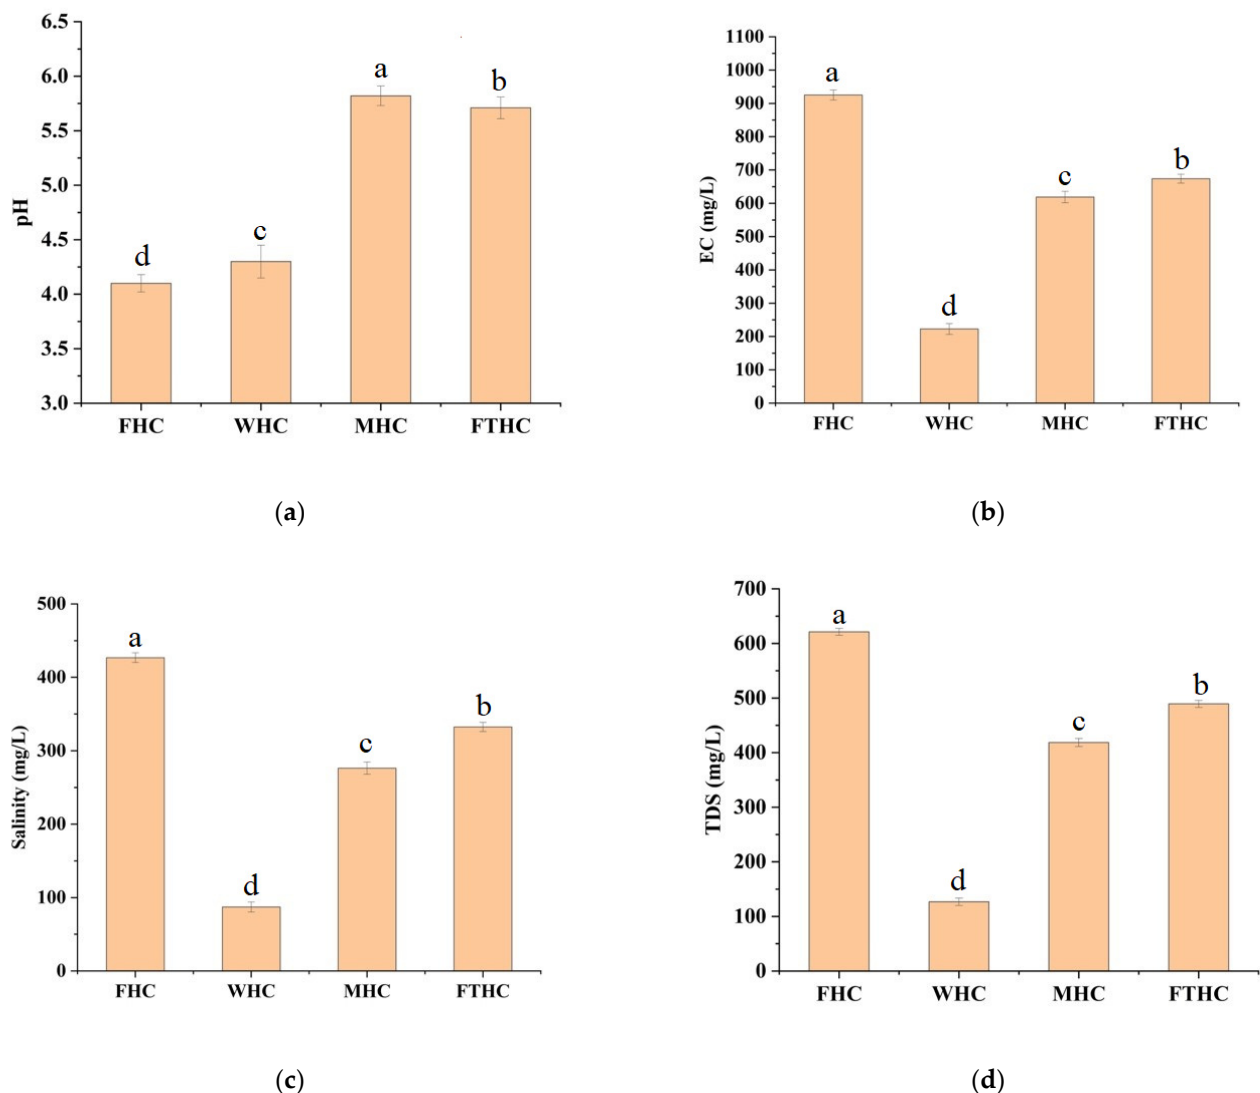 pH
6.5
6.0
5.5
5.0
4.5
4.0
3.5
3.0
d
c
a
b
FHC WHC MHC FTHC
(a)
EC (mg/L)
1100
1000
900
800
700
600
500
400
300
200
100
0
a
d
c
b
FHC WHC MHC FTHC
(b)
Salinity (mg/L)
500
400
300
200
100
0
a
d
c
b
FHC WHC MHC FTHC
(c)
TDS (mg/L)
700
600
500
400
300
200
100
0
a
d
c
b
FHC WHC MHC FTHC
(d)